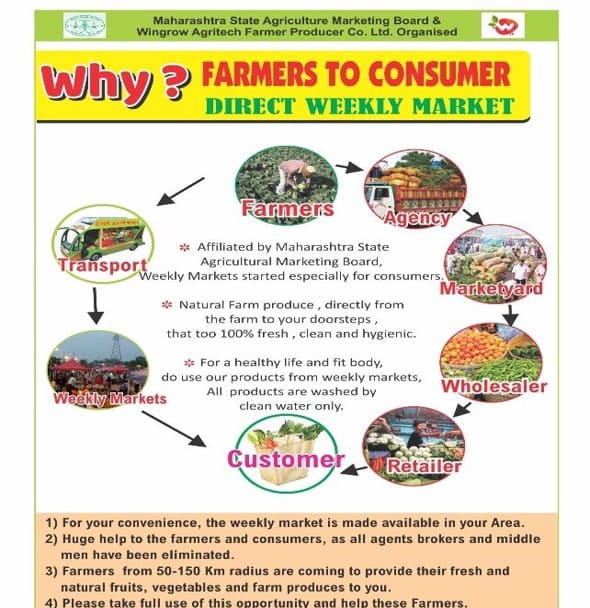 Maharashtra State Agriculture Marketing Board &
Wingrow Agritech Farmer Producer Co. Ltd. Organised
Why ? FARMERS TO CONSUMER
DIRECT WEEKLY MARKET
Farmers
Agency
Transport
Marketyard
✼ Affiliated by Maharashtra State
Agricultural Marketing Board,
Weekly Markets started especially for consumers.
✼ Natural Farm produce , directly from
the farm to your doorsteps ,
that too 100% fresh , clean and hygienic.
✼ For a healthy life and fit body,
do use our products from weekly markets,
All products are washed by
clean water only.
Weekly Markets
Wholesaler
Customer
Retailer
1) For your convenience, the weekly market is made available in your Area.
2) Huge help to the farmers and consumers, as all agents brokers and middle
men have been eliminated.
3) Farmers from 50-150 Km radius are coming to provide their fresh and
natural fruits, vegetables and farm produces to you.
4) Please take full use of this opportunity and help these Farmers.